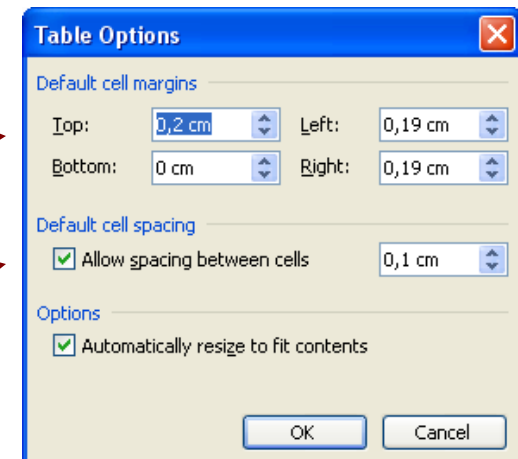 Table Options
Default cell margins
Top: 0,2 cm Left: 0,19 cm
Bottom: 0 cm Right: 0,19 cm
Default cell spacing
Allow spacing between cells 0,1 cm
Options
Automatically resize to fit contents
OK Cancel